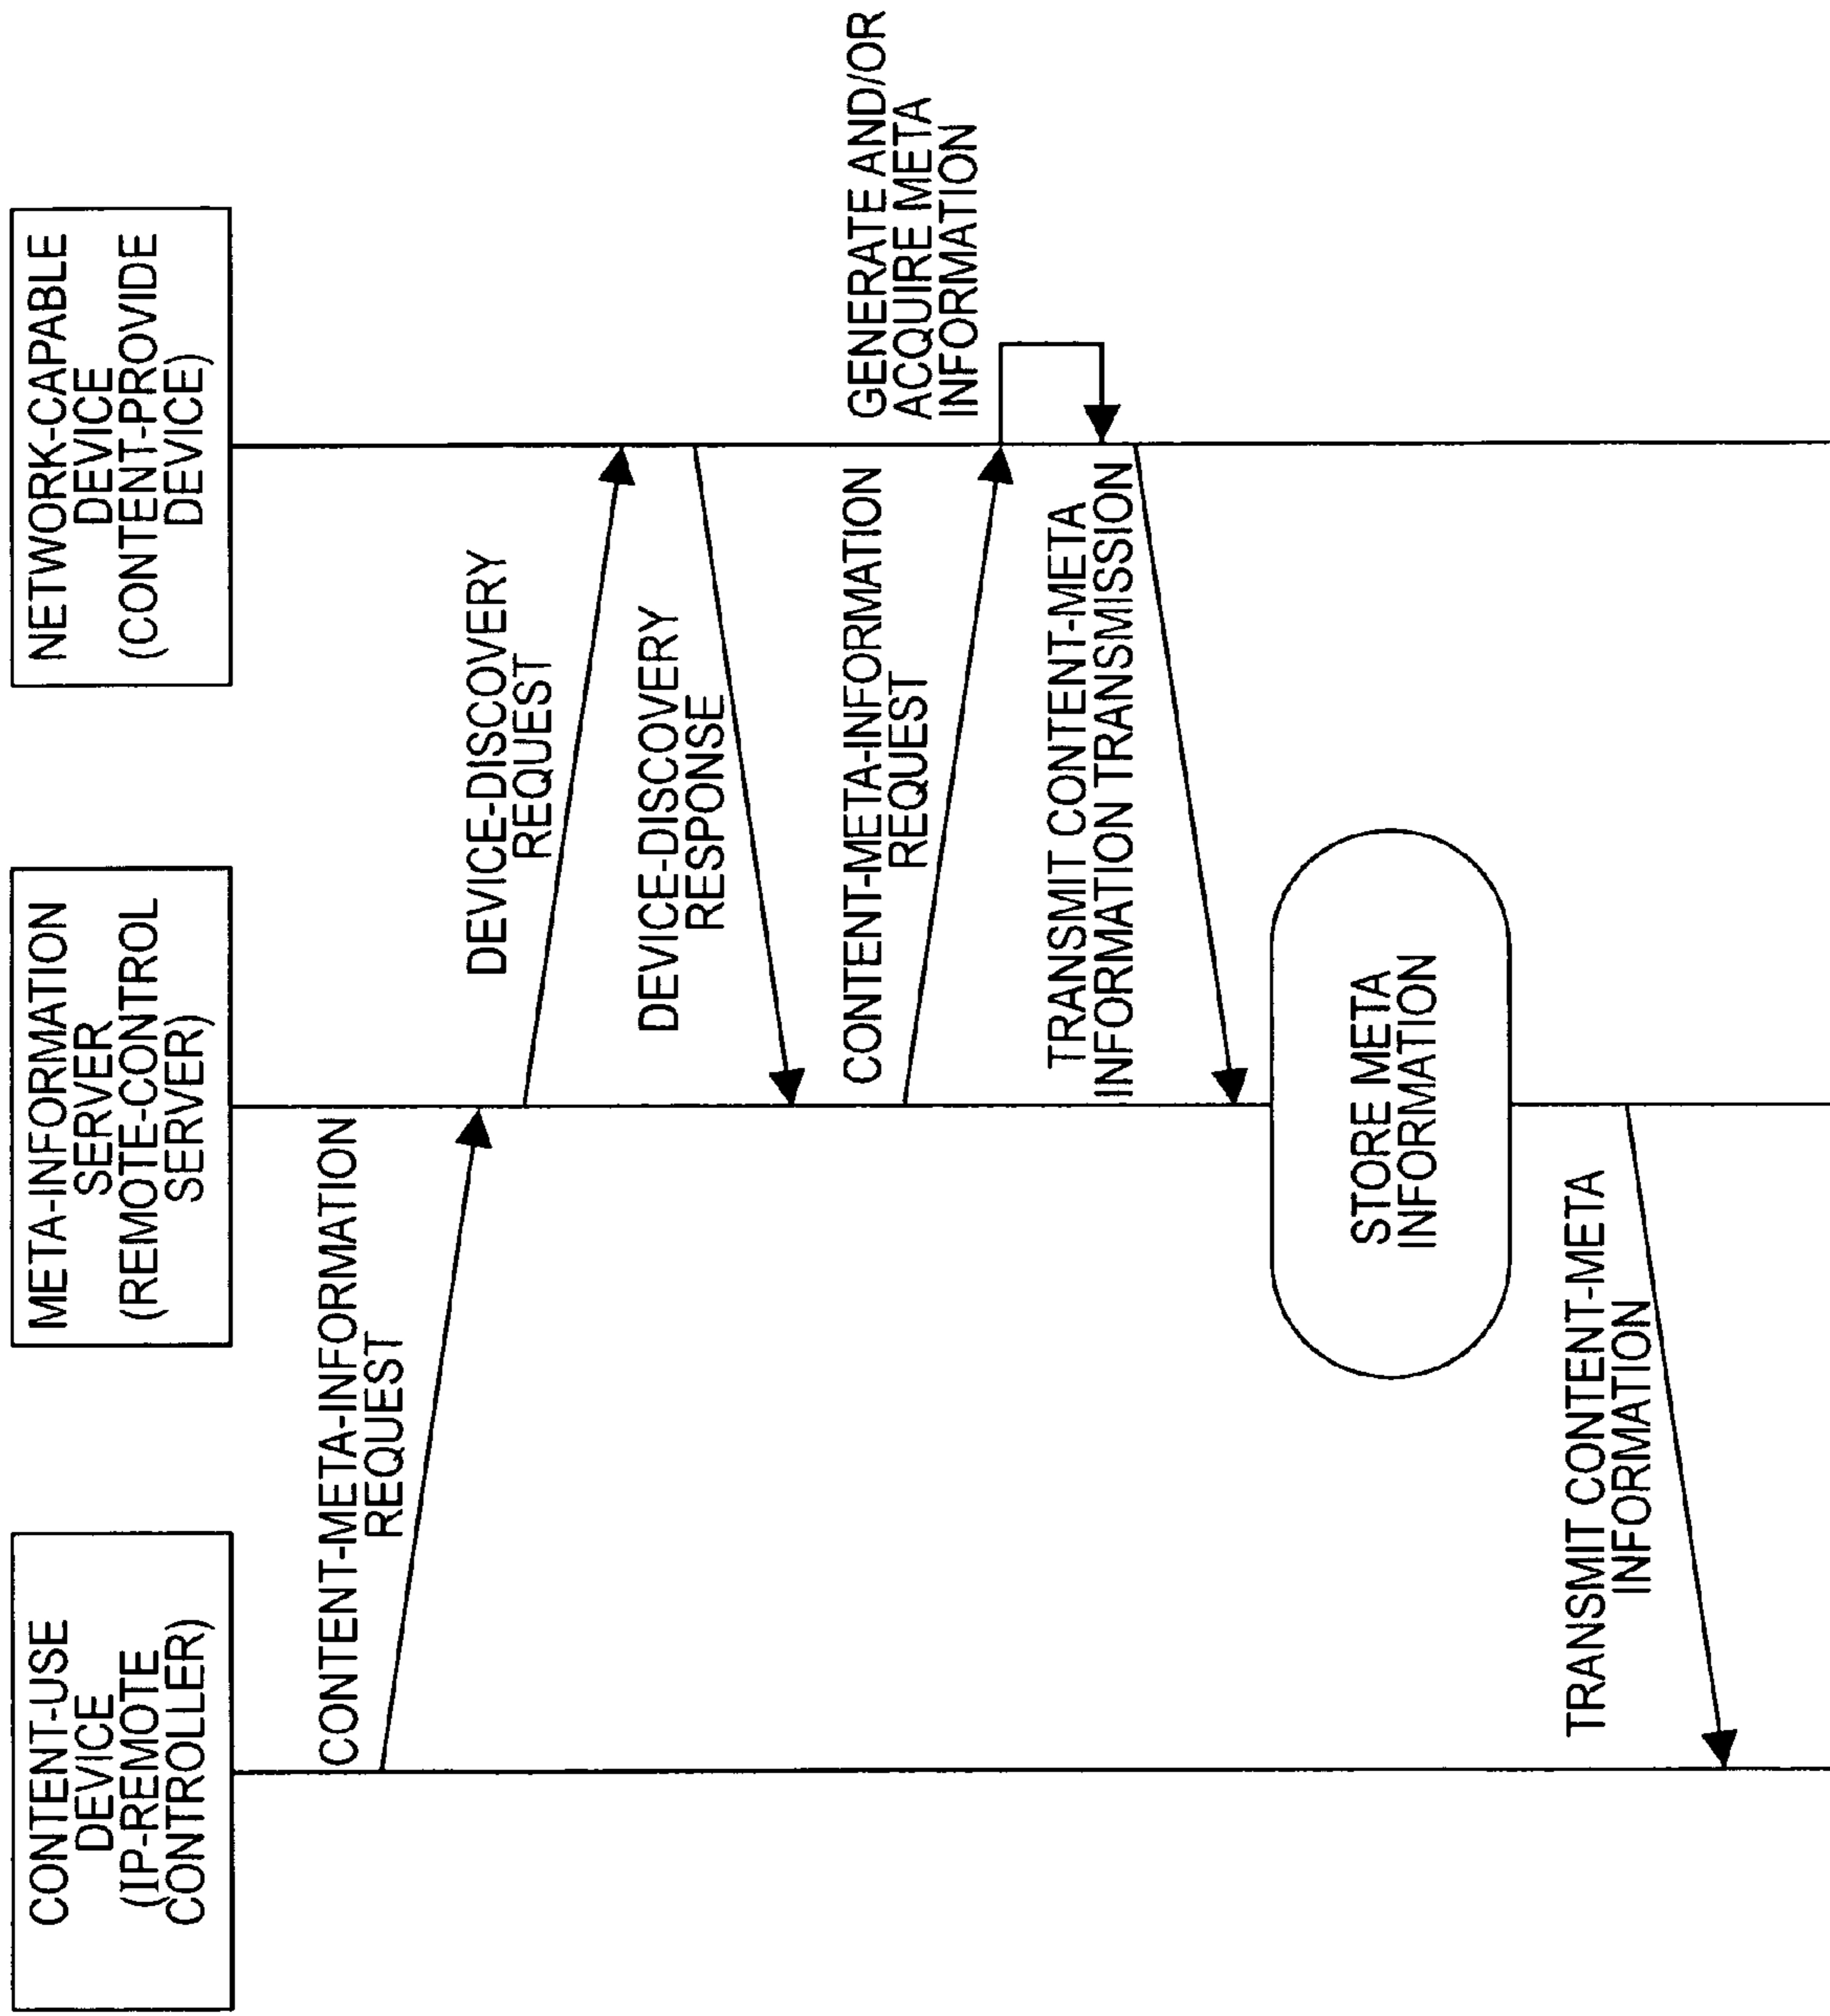 CONTENT-USE
DEVICE
(IP-REMOTE
CONTROLLER)
META-INFORMATION
SERVER
(REMOTE-CONTROL
SERVER)
NETWORK-CAPABLE
DEVICE
(CONTENT-PROVIDE
DEVICE)
CONTENT-META-INFORMATION
REQUEST
DEVICE-DISCOVERY
REQUEST
DEVICE-DISCOVERY
RESPONSE
CONTENT-META-INFORMATION
REQUEST
GENERATE AND/OR
ACQUIRE META
INFORMATION
TRANSMIT CONTENT-META
INFORMATION TRANSMISSION
STORE META
INFORMATION
TRANSMIT CONTENT-META
INFORMATION